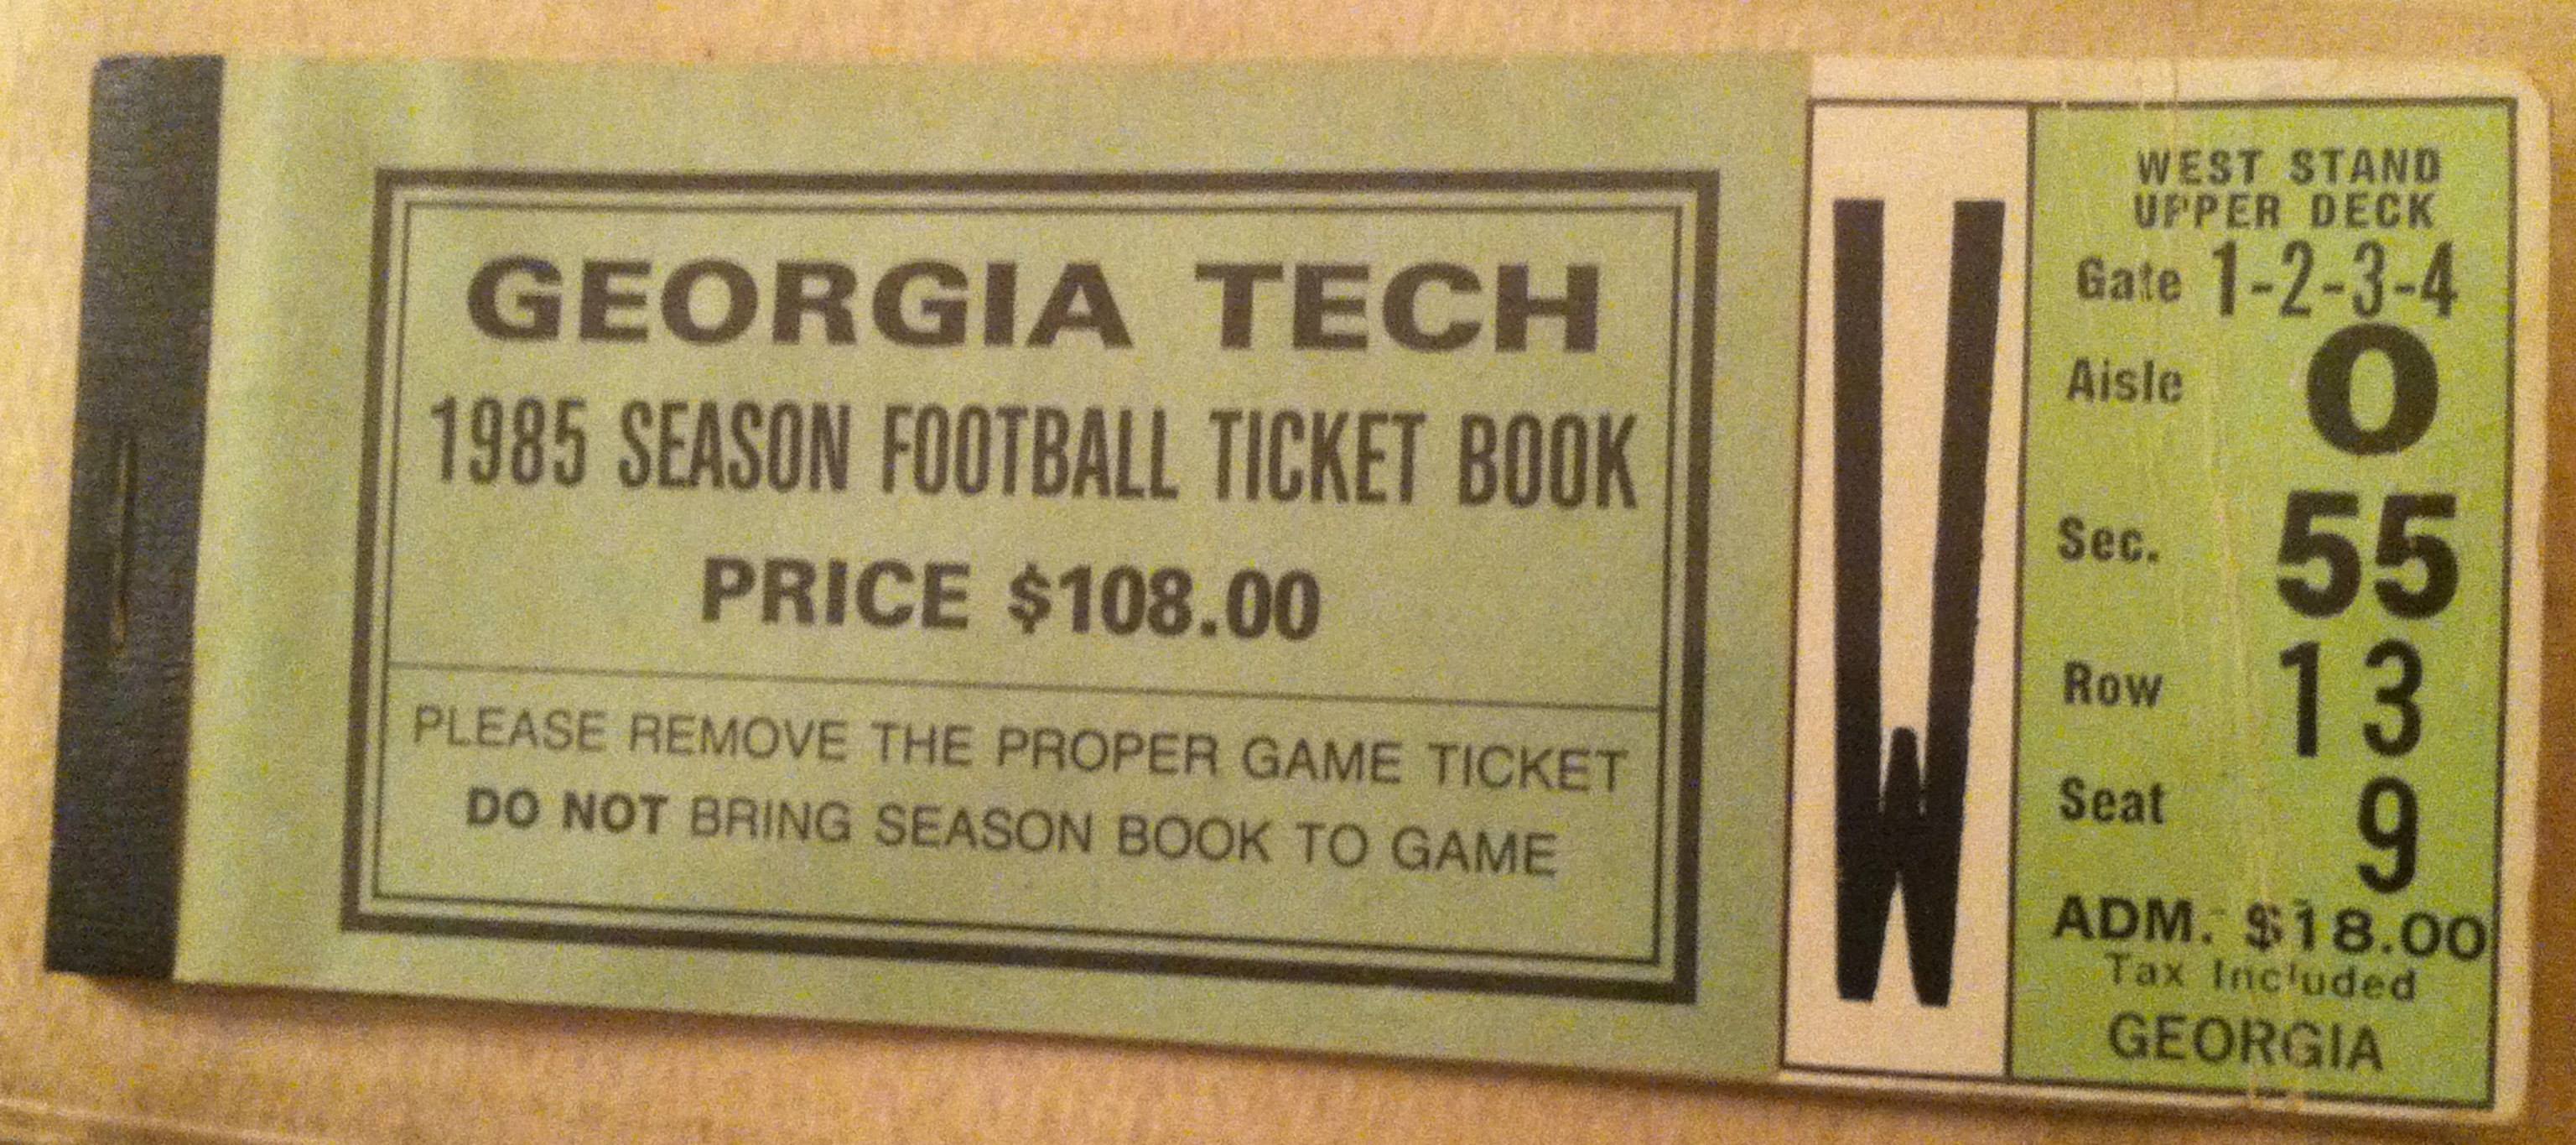 GEORGIA TECH
1985 SEASON FOOTBALL TICKET BOOK
PRICE $108.00
PLEASE REMOVE THE PROPER GAME TICKET
DO NOT BRING SEASON BOOK TO GAME
W
WEST STAND
UPPER DECK
Gate 1-2-3-4
Aisle O
Sec. 55
Row 13
Seat 9
ADM. $18.00
Tax Included
GEORGIA